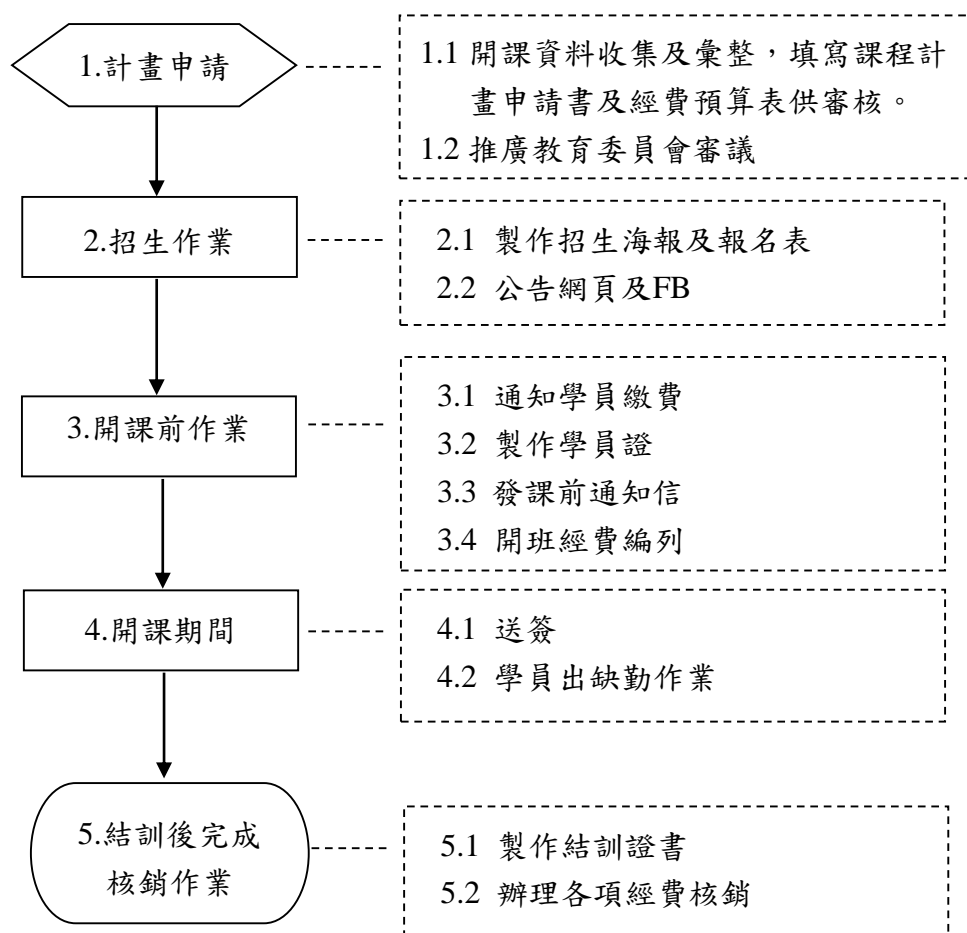 1.計畫申請
1.1 開課資料收集及彙整，填寫課程計
畫申請書及經費預算表供審核。
1.2 推廣教育委員會審議
2.招生作業
2.1 製作招生海報及報名表
2.2 公告網頁及FB
3.開課前作業
3.1 通知學員繳費
3.2 製作學員證
3.3 發課前通知信
3.4 開班經費編列
4.開課期間
4.1 送簽
4.2 學員出缺勤作業
5.結訓後完成
核銷作業
5.1 製作結訓證書
5.2 辦理各項經費核銷